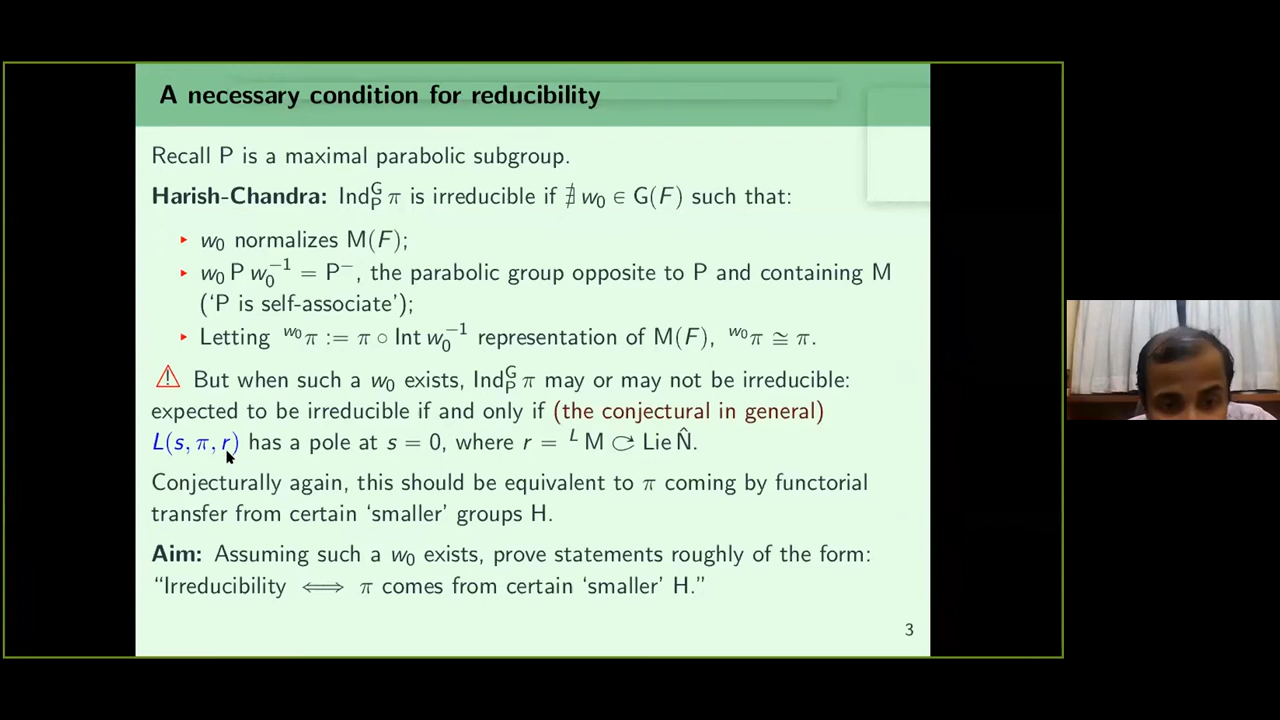 A necessary condition for reducibility
Recall P is a maximal parabolic subgroup.
Harish-Chandra: Ind_P^G π is irreducible if ∄ w₀ ∈ G(F) such that:
▸ w₀ normalizes M(F);
▸ w₀ P w₀⁻¹ = P⁻, the parabolic group opposite to P and containing M
('P is self-associate');
▸ Letting ^{w₀}π := π ∘ Int w₀⁻¹ representation of M(F), ^{w₀}π ≅ π.
⚠ But when such a w₀ exists, Ind_P^G π may or may not be irreducible:
expected to be irreducible if and only if (the conjectural in general)
L(s, π, r) has a pole at s = 0, where r = ^L M ↻ Lie N̂.
Conjecturally again, this should be equivalent to π coming by functorial
transfer from certain 'smaller' groups H.
Aim: Assuming such a w₀ exists, prove statements roughly of the form:
"Irreducibility ⟺ π comes from certain 'smaller' H."
3